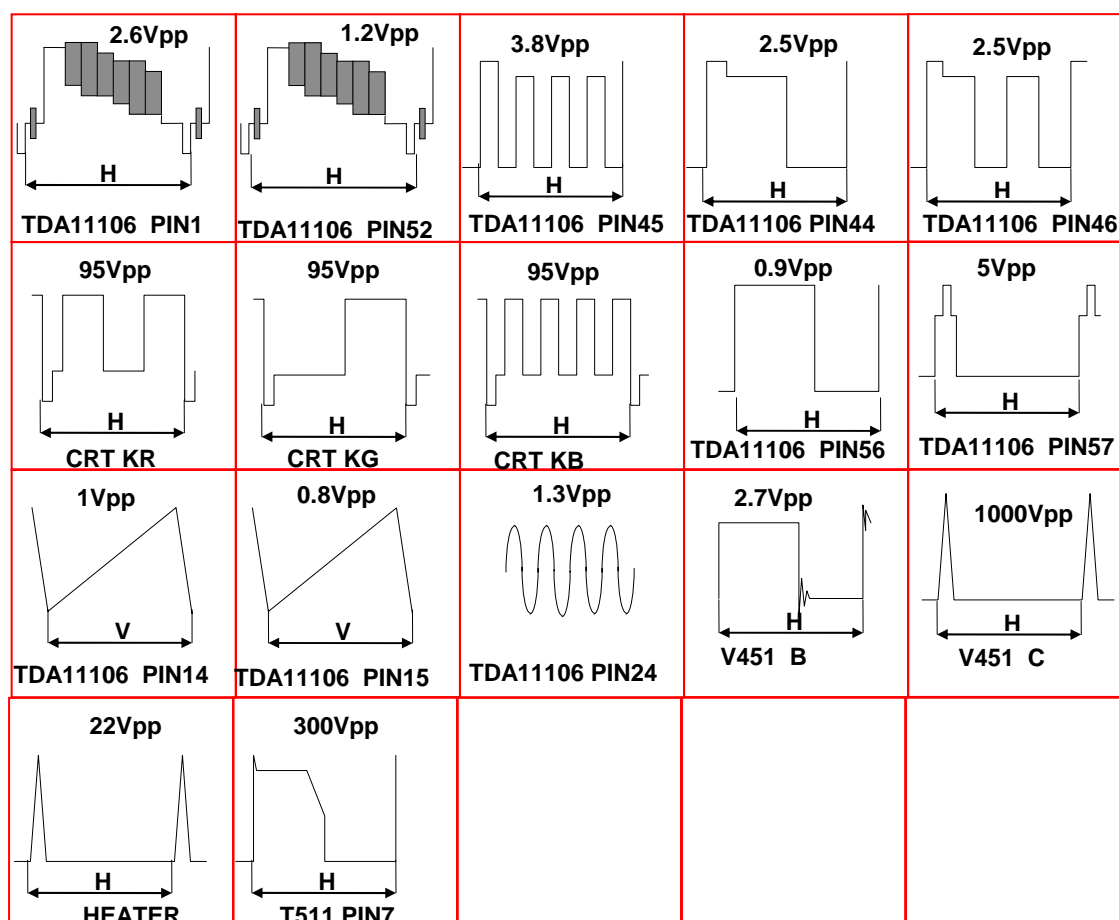 2.6Vpp
H
TDA11106 PIN1
1.2Vpp
H
TDA11106 PIN52
3.8Vpp
H
TDA11106 PIN45
2.5Vpp
H
TDA11106 PIN44
2.5Vpp
H
TDA11106 PIN46
95Vpp
H
CRT KR
95Vpp
H
CRT KG
95Vpp
H
CRT KB
0.9Vpp
H
TDA11106 PIN56
5Vpp
H
TDA11106 PIN57
1Vpp
V
TDA11106 PIN14
0.8Vpp
V
TDA11106 PIN15
1.3Vpp
TDA11106 PIN24
2.7Vpp
H
V451 B
1000Vpp
H
V451 C
22Vpp
H
HEATER
300Vpp
H
T511 PIN7